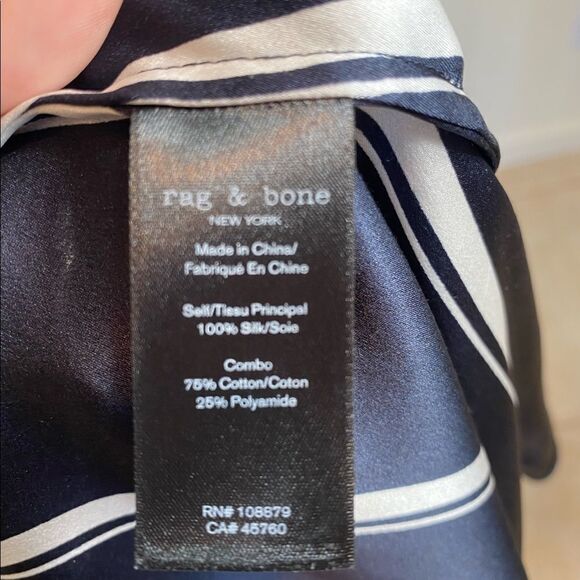 rag & bone
NEW YORK
Made in China/
Fabriqué En Chine
Self/Tissu Principal
100% Silk/Soie
Combo
75% Cotton/Coton
25% Polyamide
RN# 108879
CA# 45760